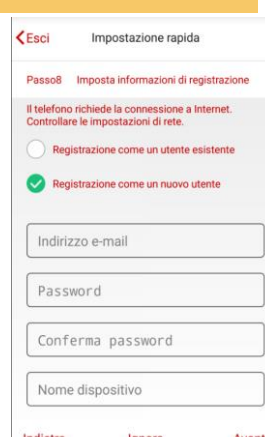 Esci Impostazione rapida
Passo8 Imposta informazioni di registrazione
Il telefono richiede la connessione a Internet.
Controllare le impostazioni di rete.
Registrazione come un utente esistente
Registrazione come un nuovo utente
Indirizzo e-mail
Password
Conferma password
Nome dispositivo